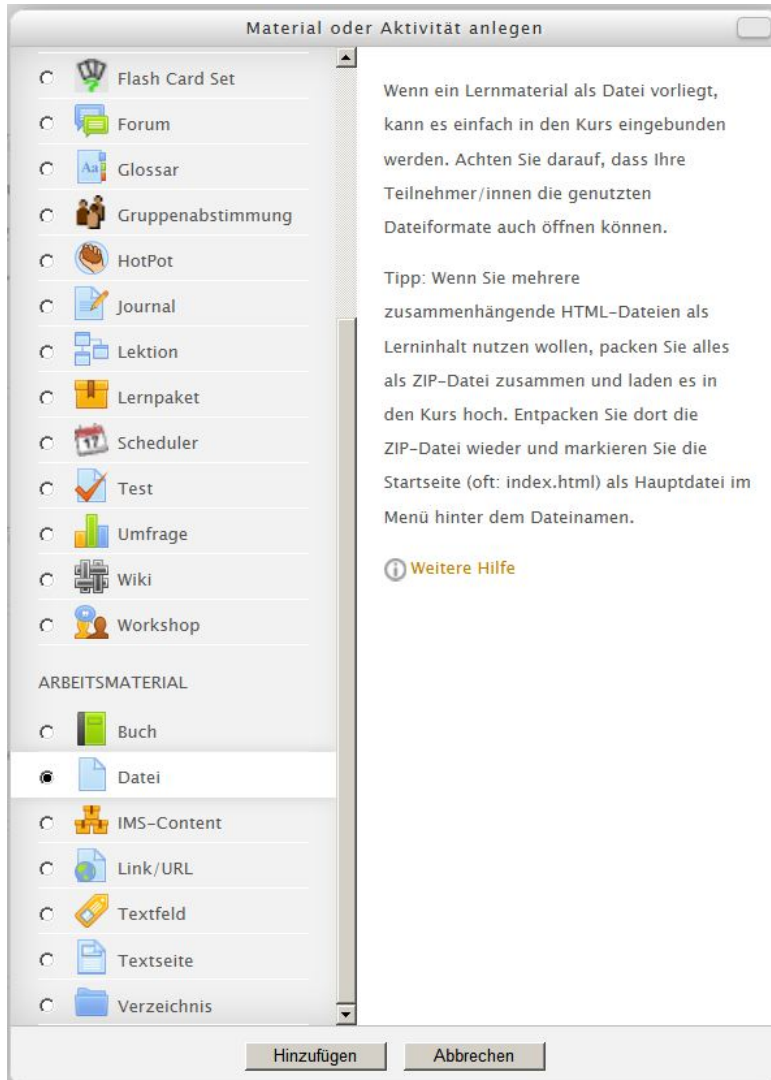 Material oder Aktivität anlegen
Flash Card Set
Forum
Glossar
Gruppenabstimmung
HotPot
Journal
Lektion
Lernpaket
Scheduler
Test
Umfrage
Wiki
Workshop
ARBEITSMATERIAL
Buch
Datei
IMS-Content
Link/URL
Textfeld
Textseite
Verzeichnis
Wenn ein Lernmaterial als Datei vorliegt,
kann es einfach in den Kurs eingebunden
werden. Achten Sie darauf, dass Ihre
Teilnehmer/innen die genutzten
Dateiformate auch öffnen können.
Tipp: Wenn Sie mehrere
zusammenhängende HTML-Dateien als
Lerninhalt nutzen wollen, packen Sie alles
als ZIP-Datei zusammen und laden es in
den Kurs hoch. Entpacken Sie dort die
ZIP-Datei wieder und markieren Sie die
Startseite (oft: index.html) als Hauptdatei im
Menü hinter dem Dateinamen.
Weitere Hilfe
Hinzufügen
Abbrechen